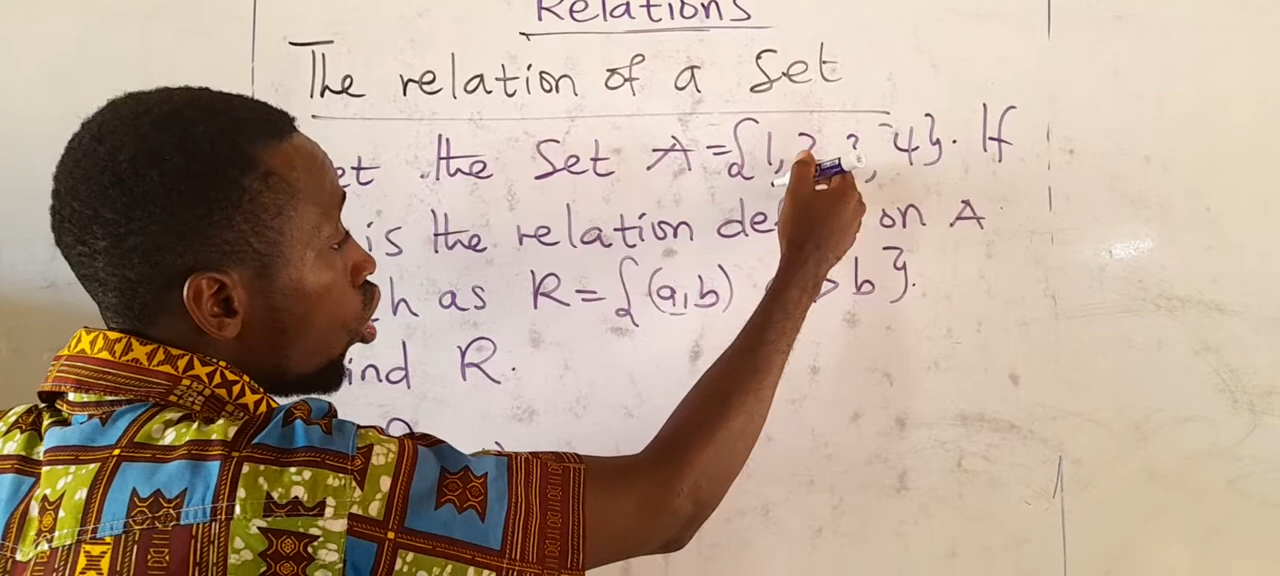 Relations
The relation of a Set
et the Set A={1, 2, 3, 4}. If
is the relation de on A
h as R={(a,b) > b}.
ind R.